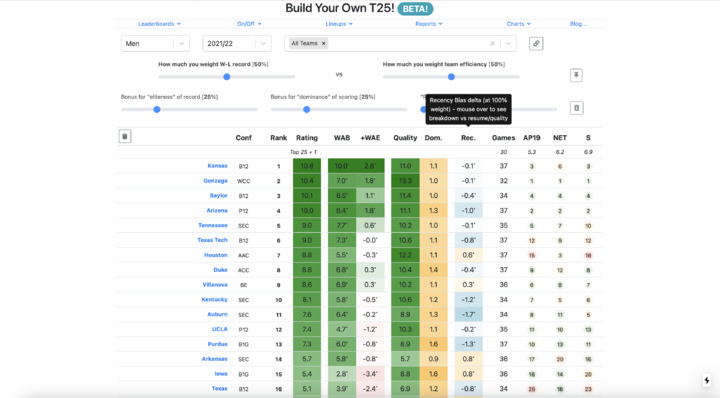 Build Your Own T25! BETA!
Leaderboards On/Off Lineups Reports Charts Blog...
Men 2021/22 All Teams ×
How much you weight W-L record [50%] vs How much you weight team efficiency [50%]
Bonus for "eliteness" of record [25%] Bonus for "dominance" of scoring [25%]
Recency Bias delta (at 100% weight) - mouse over to see breakdown vs resume/quality
Conf Rank Rating WAB +WAE Quality Dom. Rec. Games AP19 NET S
Top 25 + 1 30 5.3 6.2 6.9
Kansas B12 1 10.8 10.0' 2.8' 11.0 1.1 -0.1' 37 3 6 3
Gonzaga WCC 2 10.4 7.0' 1.8' 13.3 1.0 -0.1' 32 1 1 1
Baylor B12 3 10.1 8.5' 1.1' 11.4 1.0 -0.4' 34 4 4 4
Arizona P12 4 10.0 8.4' 1.8' 11.1 1.3 -1.0' 37 2 2 2
Tennessee SEC 5 9.0 7.7' 0.6' 10.2 1.0 -0.1' 35 5 7 10
Texas Tech B12 6 9.0 7.3' -0.0' 10.6 1.1 -0.8' 37 12 9 12
Houston AAC 7 8.8 5.5' -0.3' 12.2 1.1 0.6' 37 15 3 18
Duke ACC 8 8.8 6.8' 0.3' 10.4 1.4 -0.4' 37 9 12 8
Villanova BE 9 8.6 6.9' 0.3' 10.2 1.1 0.3' 36 6 8 7
Kentucky SEC 10 8.1 5.8' -0.5' 10.6 1.2 -1.2' 34 7 5 6
Auburn SEC 11 7.6 6.4' -0.2' 8.9 1.3 -1.7' 34 8 11 5
UCLA P12 12 7.4 4.7' -1.2' 10.3 1.1 -0.2' 35 11 10 13
Purdue B1G 13 7.3 6.0' -0.8' 8.9 1.6 -1.3' 37 10 13 11
Arkansas SEC 14 5.7 5.8' -0.8' 5.7 0.9 0.8' 36 17 20 16
Iowa B1G 15 5.4 2.8' -3.4' 8.8 1.6 0.8' 36 16 14 20
Texas B12 16 5.1 3.9' -2.4' 6.9 1.2 -0.8' 34 25 16 23